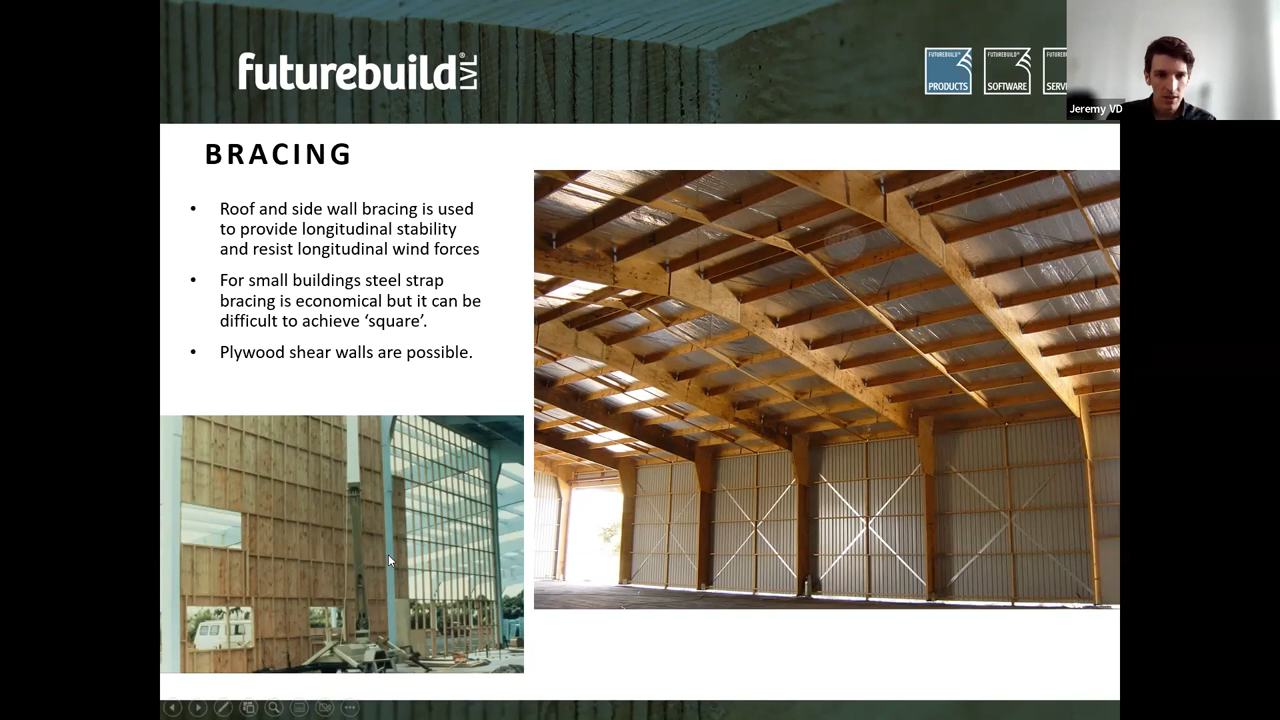 futurebuild LVL®
FUTUREBUILD® PRODUCTS
FUTUREBUILD® SOFTWARE
Jeremy VD
BRACING
• Roof and side wall bracing is used
to provide longitudinal stability
and resist longitudinal wind forces
• For small buildings steel strap
bracing is economical but it can be
difficult to achieve ‘square’.
• Plywood shear walls are possible.